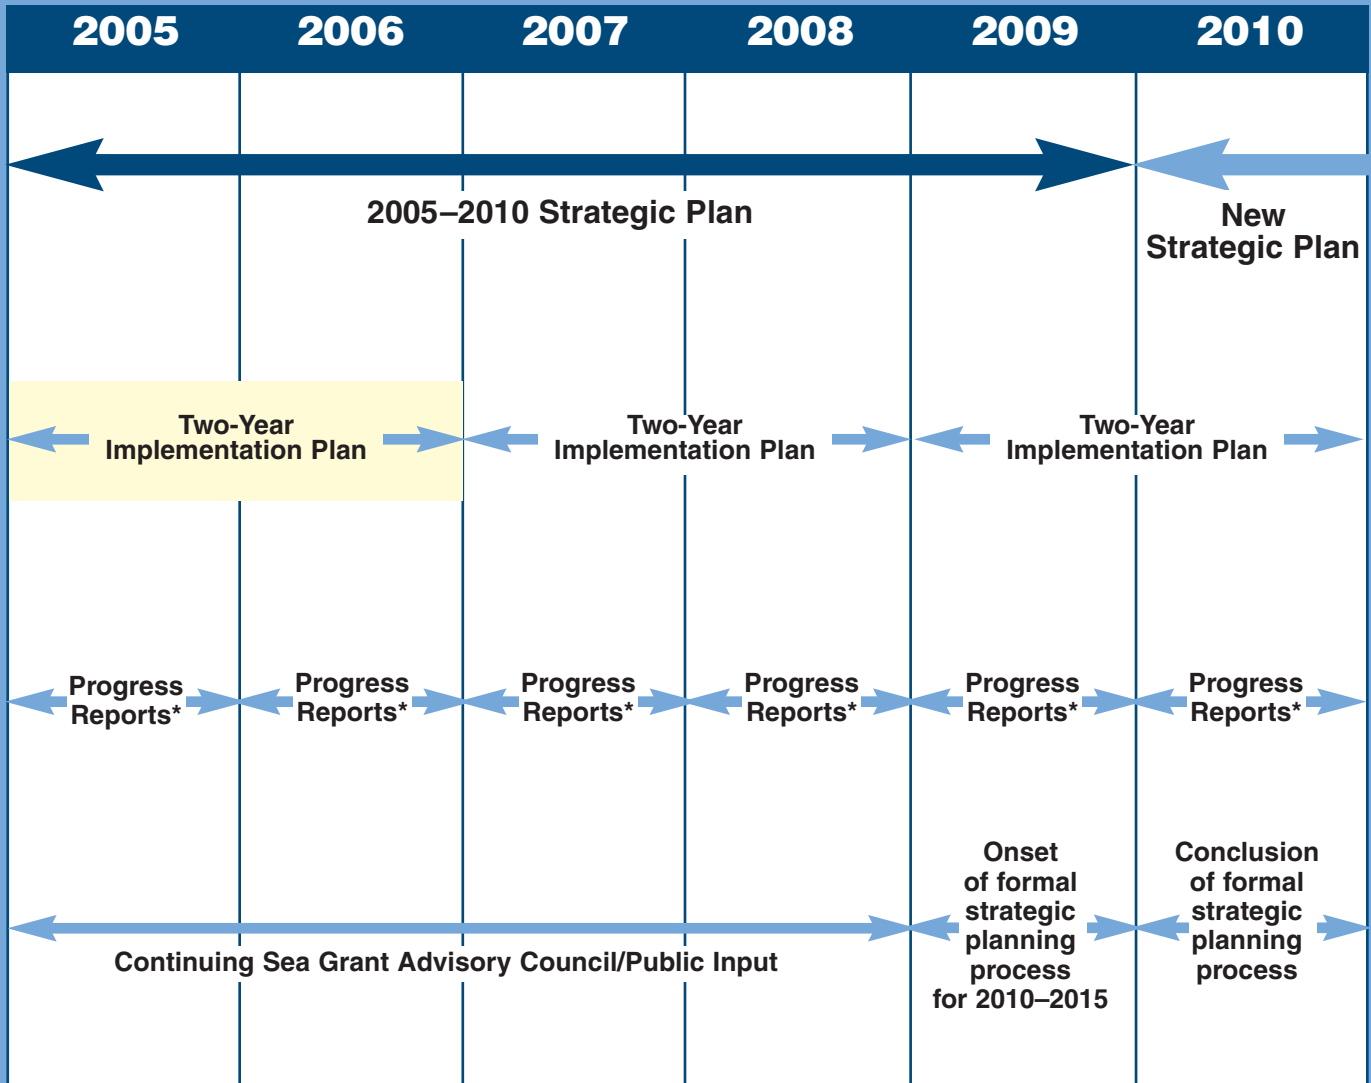 2005 2006 2007 2008 2009 2010
2005–2010 Strategic Plan
New
Strategic Plan
Two-Year
Implementation Plan
Two-Year
Implementation Plan
Two-Year
Implementation Plan
Progress
Reports*
Progress
Reports*
Progress
Reports*
Progress
Reports*
Progress
Reports*
Progress
Reports*
Continuing Sea Grant Advisory Council/Public Input
Onset
of formal
strategic
planning
process
for 2010–2015
Conclusion
of formal
strategic
planning
process